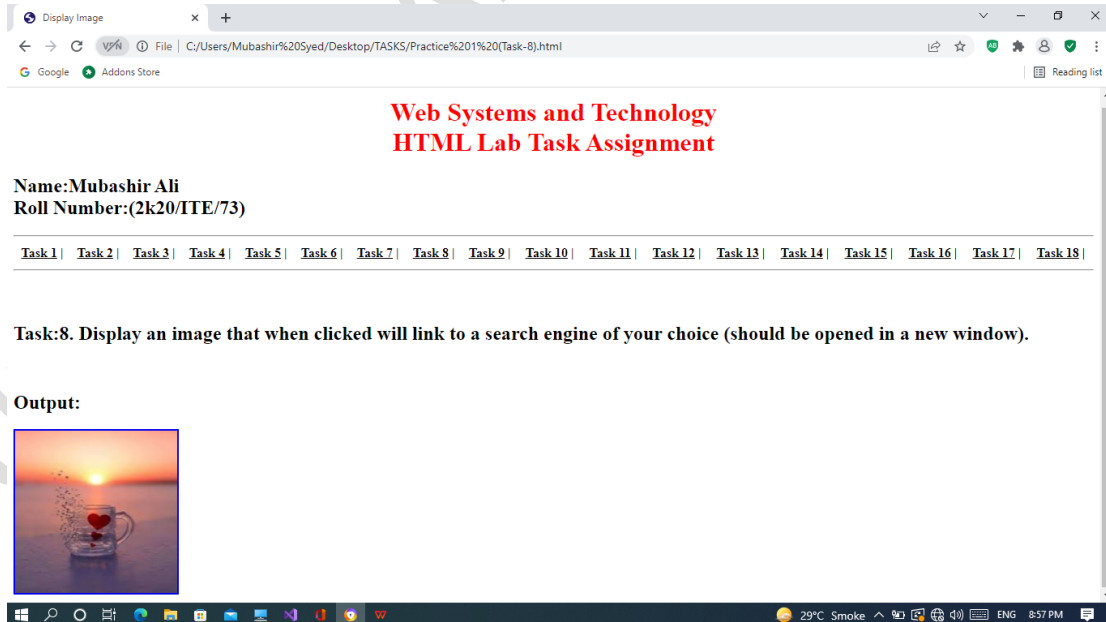 Display Image
VPN File C:/Users/Mubashir%20Syed/Desktop/TASKS/Practice%201%20(Task-8).html AB
Google Addons Store Reading list
Web Systems and Technology
HTML Lab Task Assignment
Name:Mubashir Ali
Roll Number:(2k20/ITE/73)
Task 1 | Task 2 | Task 3 | Task 4 | Task 5 | Task 6 | Task 7 | Task 8 | Task 9 | Task 10 | Task 11 | Task 12 | Task 13 | Task 14 | Task 15 | Task 16 | Task 17 | Task 18 |
Task:8. Display an image that when clicked will link to a search engine of your choice (should be opened in a new window).
Output:
29°C Smoke ENG 8:57 PM